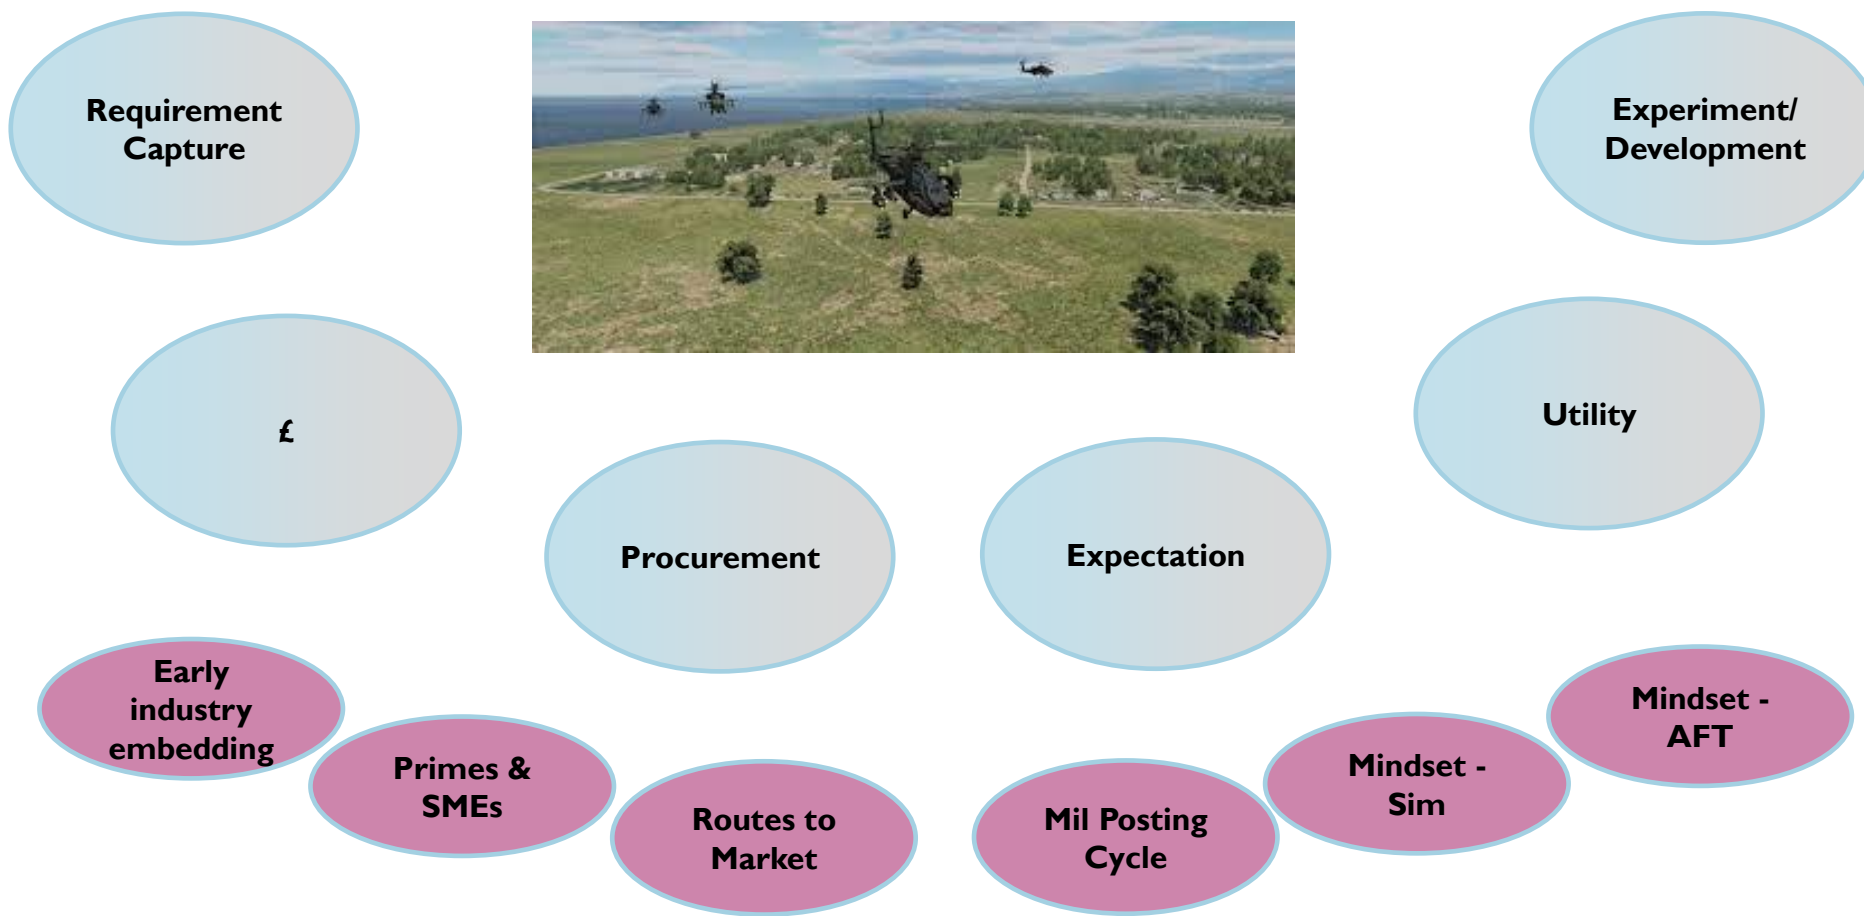 Requirement
Capture
Experiment/
Development
£
Utility
Procurement
Expectation
Early
industry
embedding
Primes &
SMEs
Routes to
Market
Mil Posting
Cycle
Mindset -
Sim
Mindset -
AFT